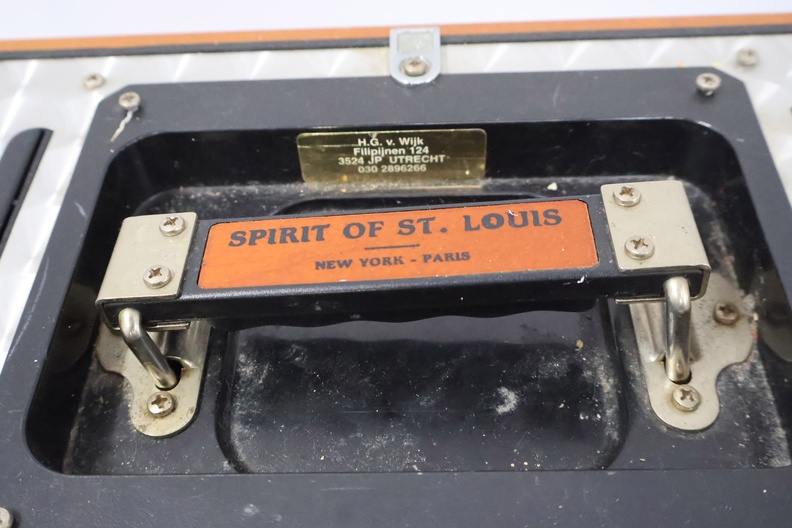 H.G. v. Wijk
Filipijnen 124
3524 JP UTRECHT
030 2896266
SPIRIT OF ST. LOUIS
NEW YORK - PARIS